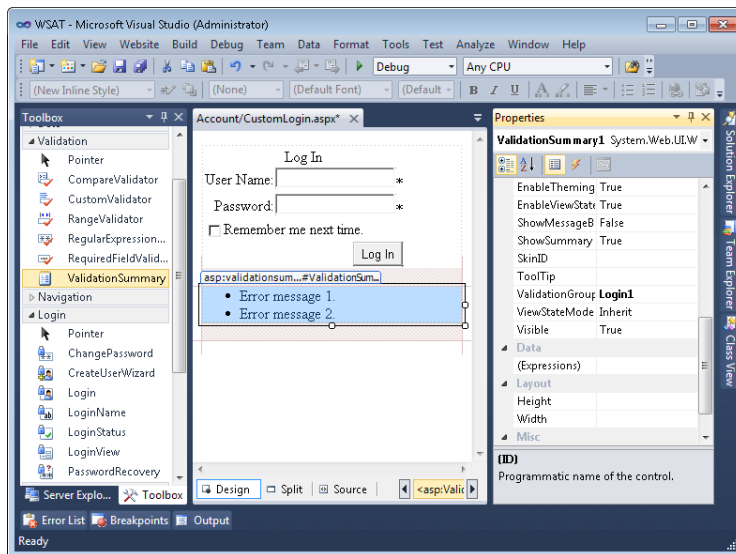 WSAT - Microsoft Visual Studio (Administrator)
File Edit View Website Build Debug Team Data Format Tools Test Analyze Window Help
Debug Any CPU
(New Inline Style) (None) (Default Font) (Default B I U A
Toolbox
Validation
Pointer
CompareValidator
CustomValidator
RangeValidator
RegularExpression...
RequiredFieldValid...
ValidationSummary
Navigation
Login
Pointer
ChangePassword
CreateUserWizard
Login
LoginName
LoginStatus
LoginView
PasswordRecovery
Server Explo... Toolbox
Account/CustomLogin.aspx*
Log In
User Name: *
Password: *
Remember me next time.
Log In
asp:validationsum...#ValidationSum...
• Error message 1.
• Error message 2.
Design Split Source <asp:Valic
Properties
ValidationSummary1 System.Web.UI.W
EnableTheming True
EnableViewState True
ShowMessageB False
ShowSummary True
SkinID
ToolTip
ValidationGroup Login1
ViewStateMode Inherit
Visible True
Data
(Expressions)
Layout
Height
Width
Misc
(ID)
Programmatic name of the control.
Solution Explorer
Team Explorer
Class View
Error List Breakpoints Output
Ready